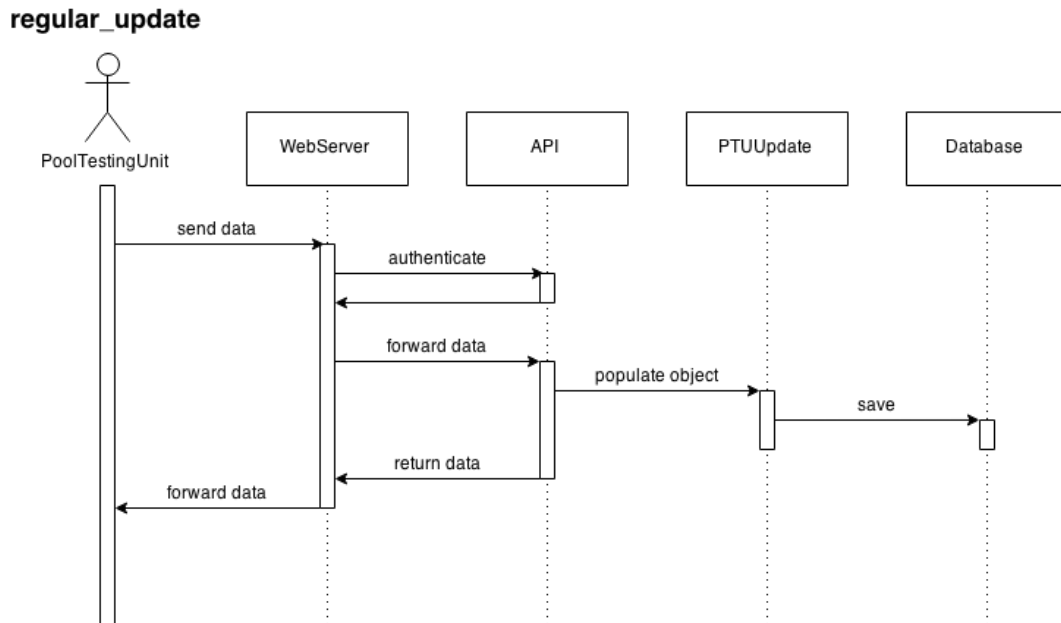 regular_update
PoolTestingUnit
WebServer
API
PTUUpdate
Database
send data
authenticate
forward data
populate object
save
return data
forward data